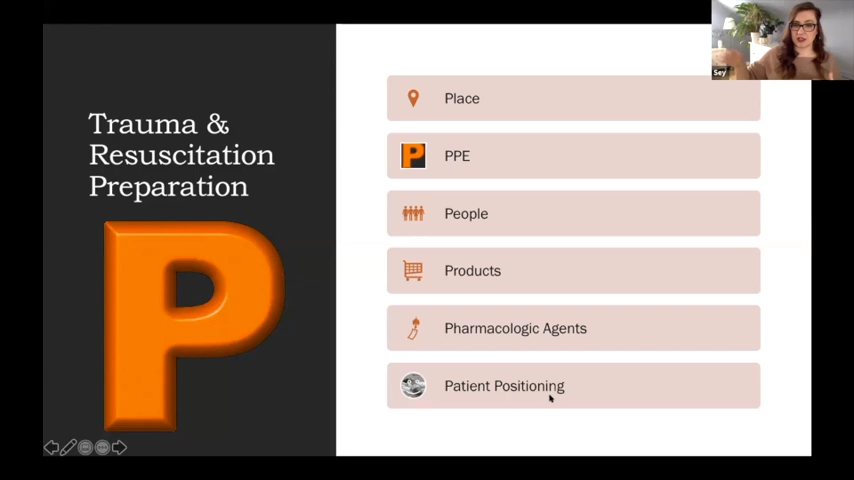 Sey
Trauma &
Resuscitation
Preparation
P
Place
P
PPE
People
Products
Pharmacologic Agents
Patient Positioning